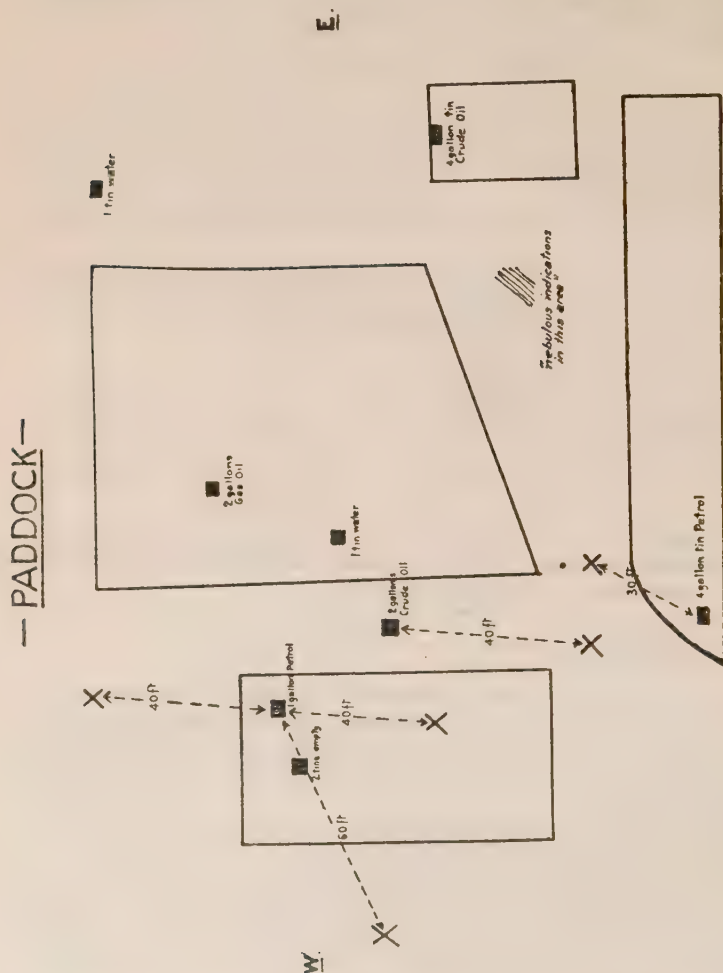 — PADDOCK —
E.
1 tin water
4 gallon tin
Crude Oil
2 gallons
Gas Oil
1 tin water
"nebulous indications
in this area"
2 gallons
Crude Oil
1 gallon Petrol
2 tins empty
40 ft
40 ft
60 ft
40 ft
30 ft
4 gallon tin Petrol
W.